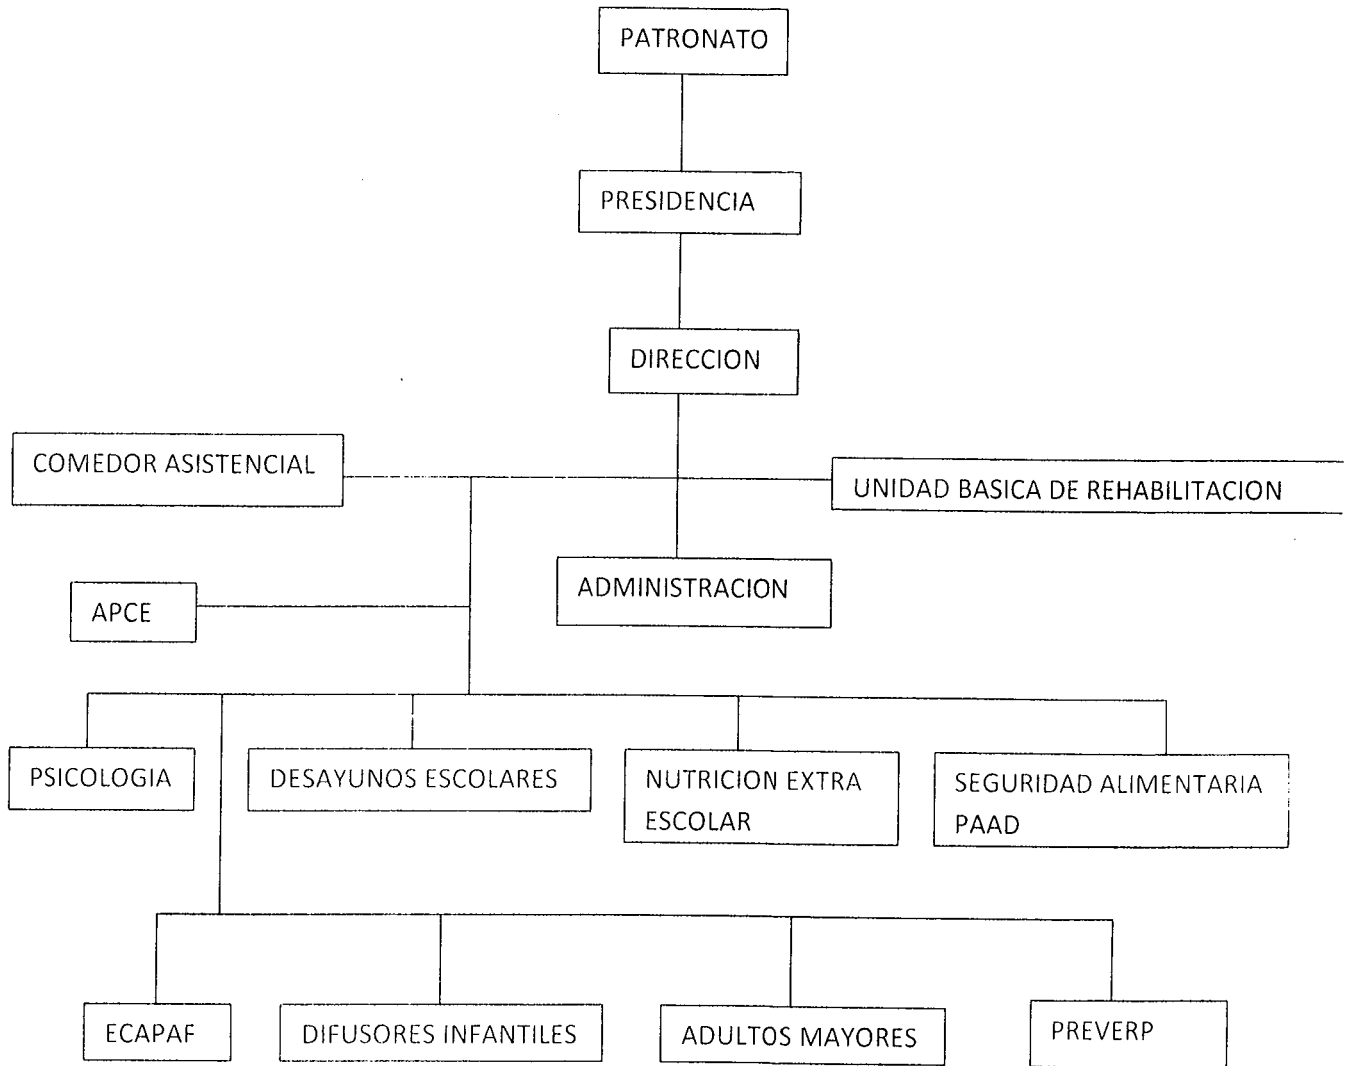 PATRONATO
PRESIDENCIA
DIRECCION
COMEDOR ASISTENCIAL
UNIDAD BASICA DE REHABILITACION
ADMINISTRACION
APCE
PSICOLOGIA
DESAYUNOS ESCOLARES
NUTRICION EXTRA
ESCOLAR
SEGURIDAD ALIMENTARIA
PAAD
ECAPAF
DIFUSORES INFANTILES
ADULTOS MAYORES
PREVERP